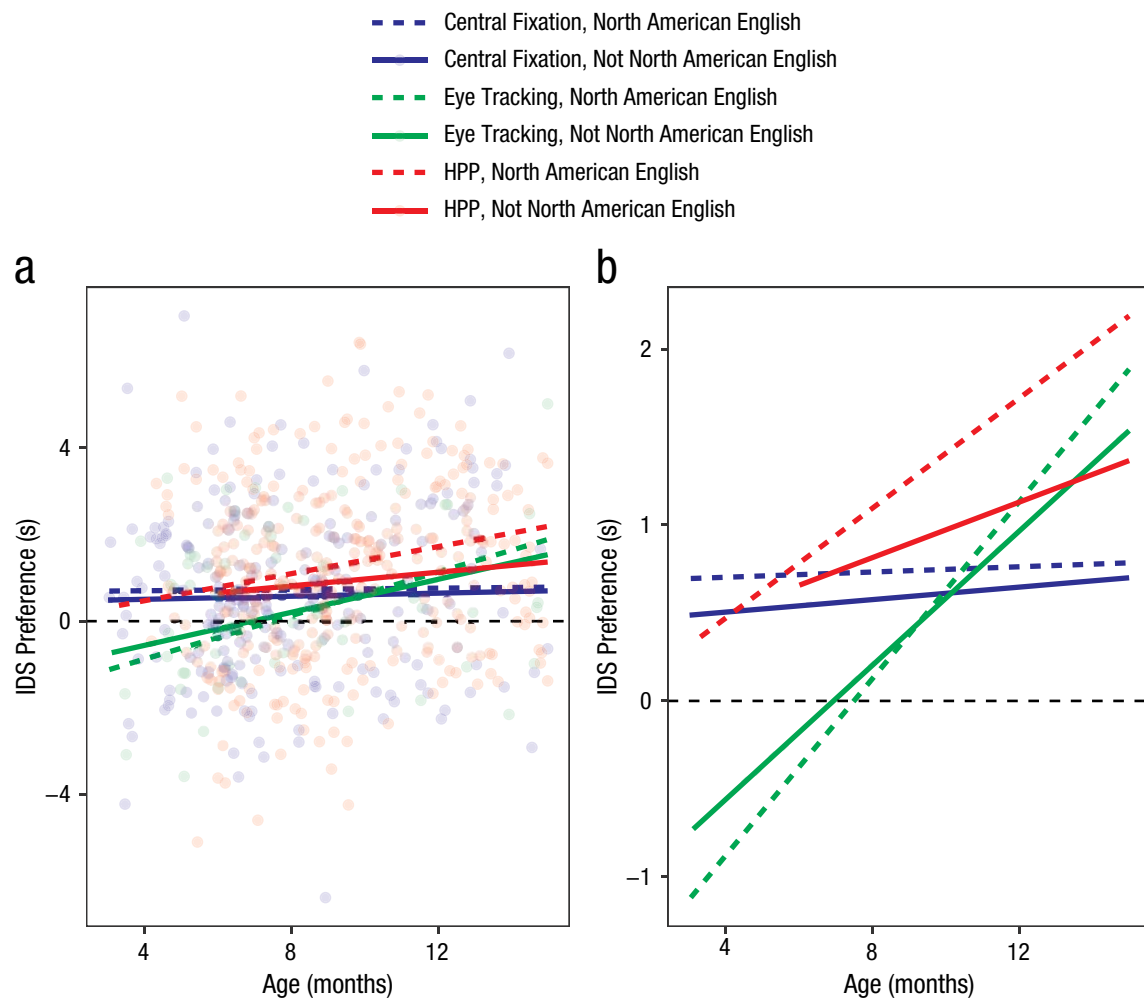 Central Fixation, North American English
Central Fixation, Not North American English
Eye Tracking, North American English
Eye Tracking, Not North American English
HPP, North American English
HPP, Not North American English
a
b
4
0
−4
IDS Preference (s)
4
8
12
Age (months)
2
1
0
−1
IDS Preference (s)
4
8
12
Age (months)